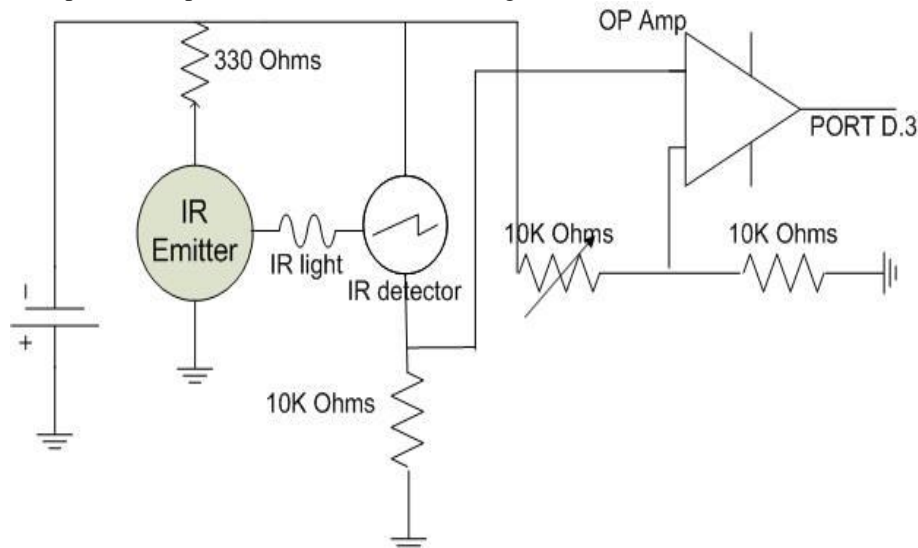 OP Amp
330 Ohms
PORT D.3
IR
Emitter
IR light
IR detector
10K Ohms
10K Ohms
10K Ohms
-
+